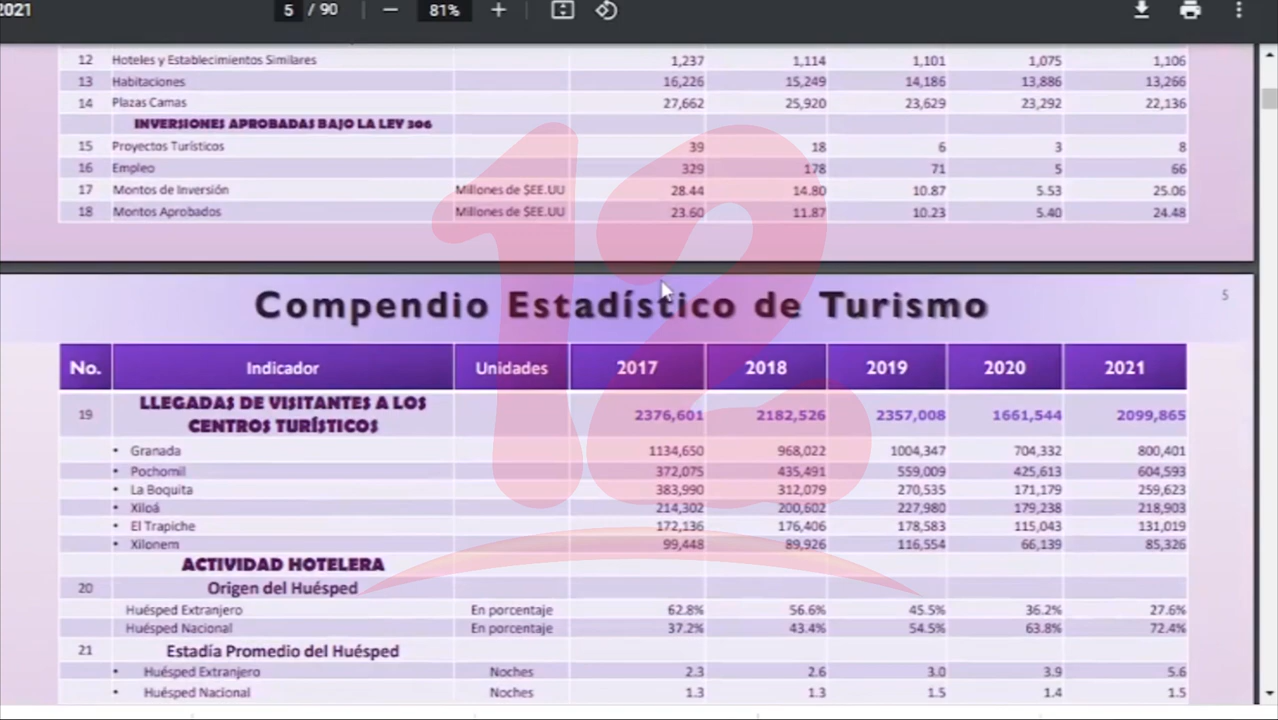 2021 5 / 90 81%
12 Hoteles y Establecimientos Similares 1,237 1,114 1,101 1,075 1,106
13 Habitaciones 16,226 15,249 14,186 13,886 13,266
14 Plazas Camas 27,662 25,920 23,629 23,292 22,136
INVERSIONES APROBADAS BAJO LA LEY 306
15 Proyectos Turísticos 39 18 6 3 8
16 Empleo 329 178 71 5 66
17 Montos de Inversión Millones de $EE.UU 28.44 14.80 10.87 5.53 25.06
18 Montos Aprobados Millones de $EE.UU 23.60 11.87 10.23 5.40 24.48
12
Compendio Estadístico de Turismo 5
No. Indicador Unidades 2017 2018 2019 2020 2021
19 LLEGADAS DE VISITANTES A LOS
CENTROS TURÍSTICOS 2376,601 2182,526 2357,008 1661,544 2099,865
• Granada 1134,650 968,022 1004,347 704,332 800,401
• Pochomil 372,075 435,491 559,009 425,613 604,593
• La Boquita 383,990 312,079 270,535 171,179 259,623
• Xiloá 214,302 200,602 227,980 179,238 218,903
• El Trapiche 172,136 176,406 178,583 115,043 131,019
• Xilonem 99,448 89,926 116,554 66,139 85,326
ACTIVIDAD HOTELERA
20 Origen del Huésped
Huésped Extranjero En porcentaje 62.8% 56.6% 45.5% 36.2% 27.6%
Huésped Nacional En porcentaje 37.2% 43.4% 54.5% 63.8% 72.4%
21 Estadía Promedio del Huésped
• Huésped Extranjero Noches 2.3 2.6 3.0 3.9 5.6
• Huésped Nacional Noches 1.3 1.3 1.5 1.4 1.5